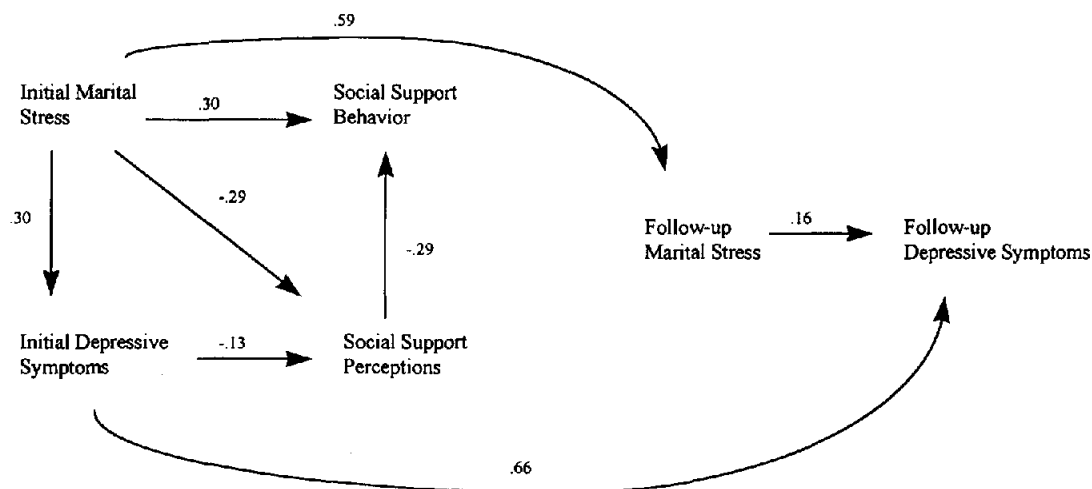 .59
Initial Marital
Stress
.30
Social Support
Behavior
.30
-.29
-.29
Follow-up
Marital Stress
.16
Follow-up
Depressive Symptoms
Initial Depressive
Symptoms
-.13
Social Support
Perceptions
.66